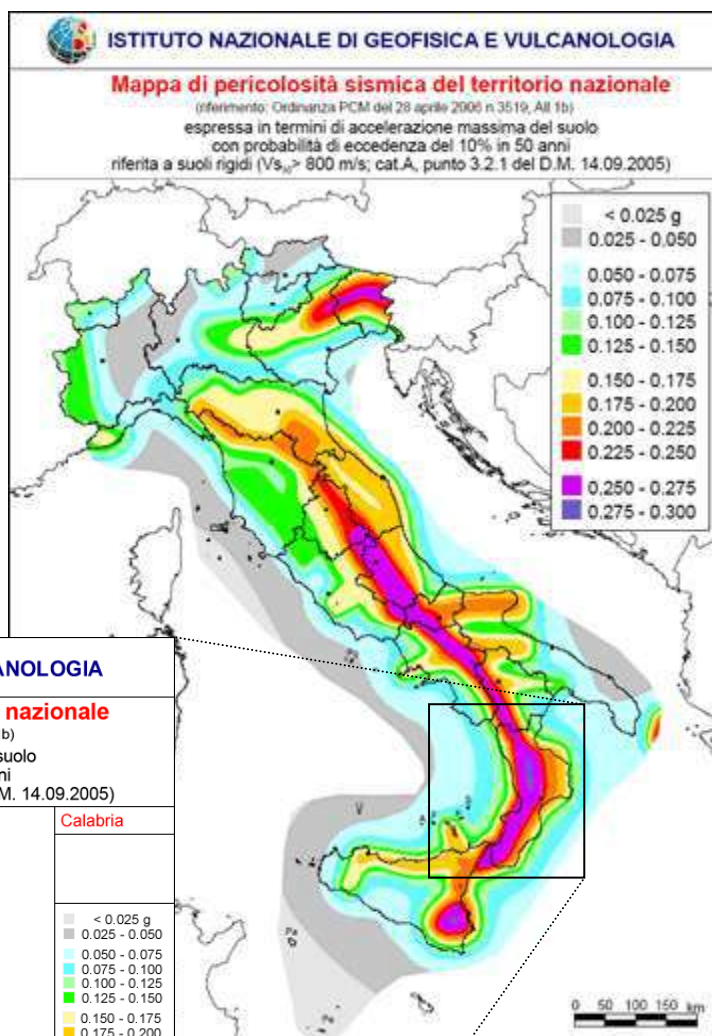 ISTITUTO NAZIONALE DI GEOFISICA E VULCANOLOGIA
Mappa di pericolosità sismica del territorio nazionale
(riferimento: Ordinanza PCM del 28 aprile 2006 n.3519, All.1b)
espressa in termini di accelerazione massima del suolo
con probabilità di eccedenza del 10% in 50 anni
riferita a suoli rigidi (Vs₃₀> 800 m/s; cat.A, punto 3.2.1 del D.M. 14.09.2005)
< 0.025 g
0.025 - 0.050
0.050 - 0.075
0.075 - 0.100
0.100 - 0.125
0.125 - 0.150
0.150 - 0.175
0.175 - 0.200
0.200 - 0.225
0.225 - 0.250
0.250 - 0.275
0.275 - 0.300
ANOLOGIA
nazionale
b)
suolo
ni
M. 14.09.2005)
Calabria
< 0.025 g
0.025 - 0.050
0.050 - 0.075
0.075 - 0.100
0.100 - 0.125
0.125 - 0.150
0.150 - 0.175
0.175 - 0.200
Pa
0 50 100 150 km